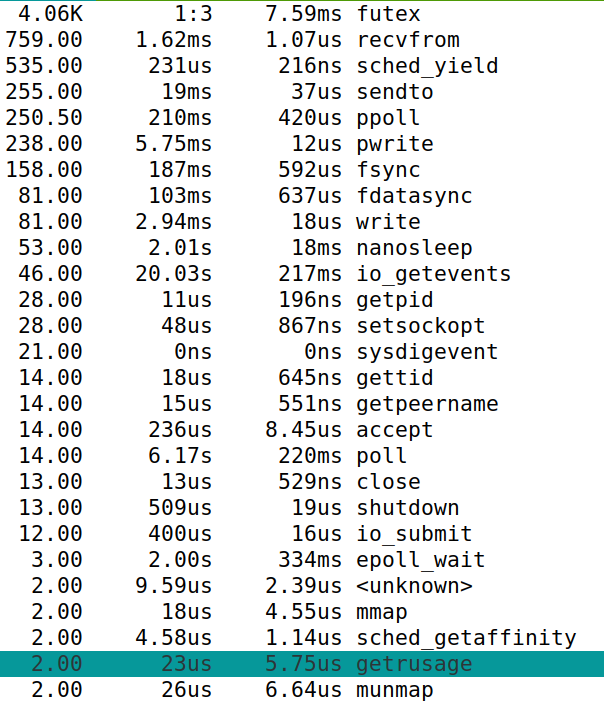 4.06K 1:3 7.59ms futex
759.00 1.62ms 1.07us recvfrom
535.00 231us 216ns sched_yield
255.00 19ms 37us sendto
250.50 210ms 420us ppoll
238.00 5.75ms 12us pwrite
158.00 187ms 592us fsync
81.00 103ms 637us fdatasync
81.00 2.94ms 18us write
53.00 2.01s 18ms nanosleep
46.00 20.03s 217ms io_getevents
28.00 11us 196ns getpid
28.00 48us 867ns setsockopt
21.00 0ns 0ns sysdigevent
14.00 18us 645ns gettid
14.00 15us 551ns getpeername
14.00 236us 8.45us accept
14.00 6.17s 220ms poll
13.00 13us 529ns close
13.00 509us 19us shutdown
12.00 400us 16us io_submit
3.00 2.00s 334ms epoll_wait
2.00 9.59us 2.39us <unknown>
2.00 18us 4.55us mmap
2.00 4.58us 1.14us sched_getaffinity
2.00 23us 5.75us getrusage
2.00 26us 6.64us munmap